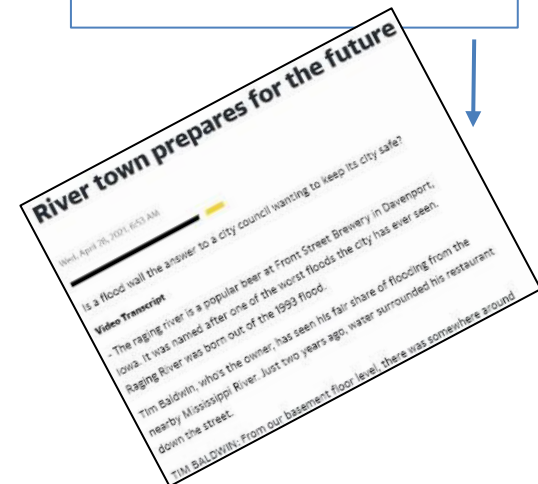 River town prepares for the future
Wed, April 28, 2021, 6:53 AM
Is a flood wall the answer to a city council wanting to keep its city safe?
Video Transcript
- The raging river is a popular beer at Front Street Brewery in Davenport,
Iowa. It was named after one of the worst floods the city has ever seen.
Raging River was born out of the 1993 flood.
Tim Baldwin, who's the owner, has seen his fair share of flooding from the
nearby Mississippi River. Just two years ago, water surrounded his restaurant
down the street.
TIM BALDWIN: From our basement floor level, there was somewhere around